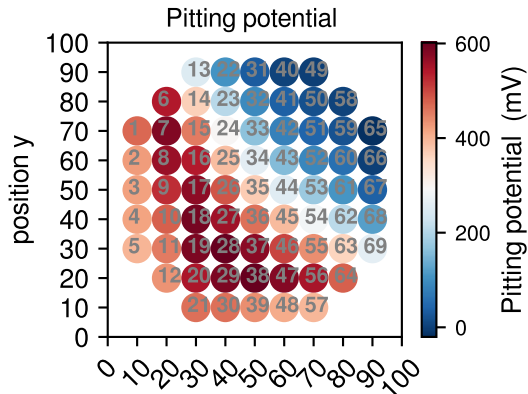 Pitting potential
100
90
80
70
60
50
40
30
20
10
0
position y
13 22 31 40 49
6 14 23 32 41 50 58
1 7 15 24 33 42 51 59 65
2 8 16 25 34 43 52 60 66
3 9 17 26 35 44 53 61 67
4 10 18 27 36 45 54 62 68
5 11 19 28 37 46 55 63 69
12 20 29 38 47 56 64
21 30 39 48 57
0 10 20 30 40 50 60 70 80 90 100
600
400
200
0
Pitting potential (mV)